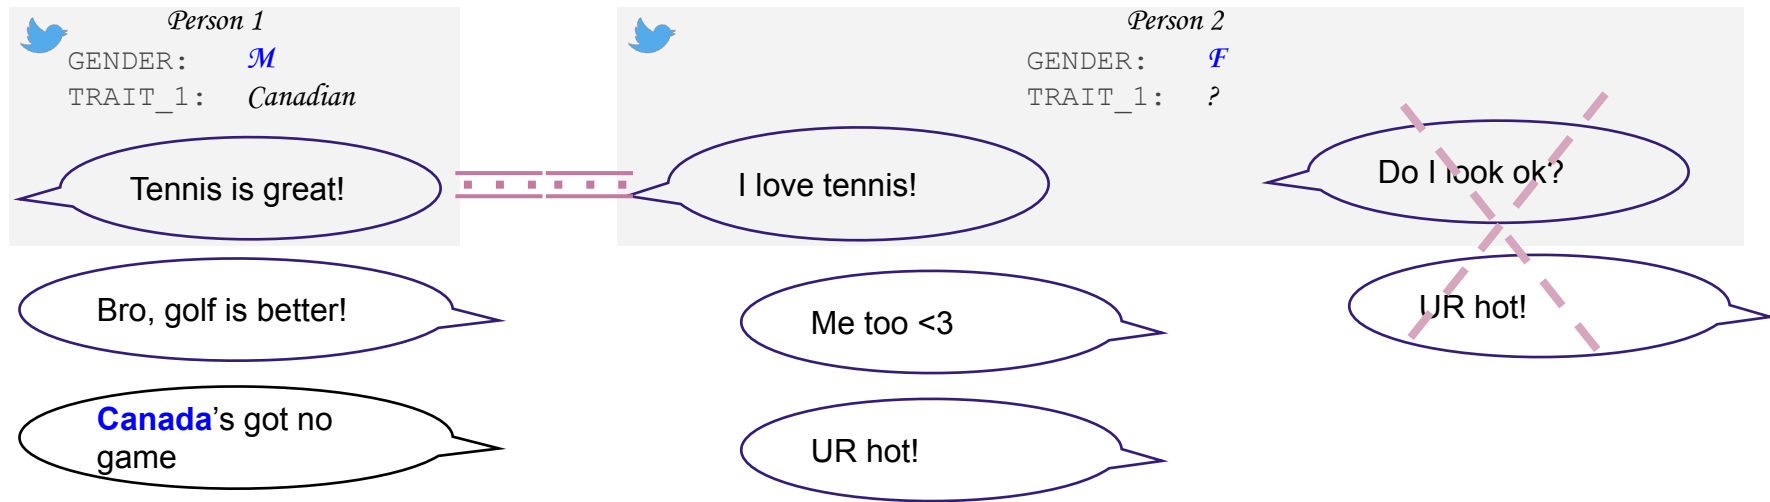 Person 1
GENDER: M
TRAIT_1: Canadian
Tennis is great!
Bro, golf is better!
Canada's got no
game
Person 2
GENDER: F
TRAIT_1: ?
I love tennis!
Me too <3
UR hot!
Do I look ok?
UR hot!